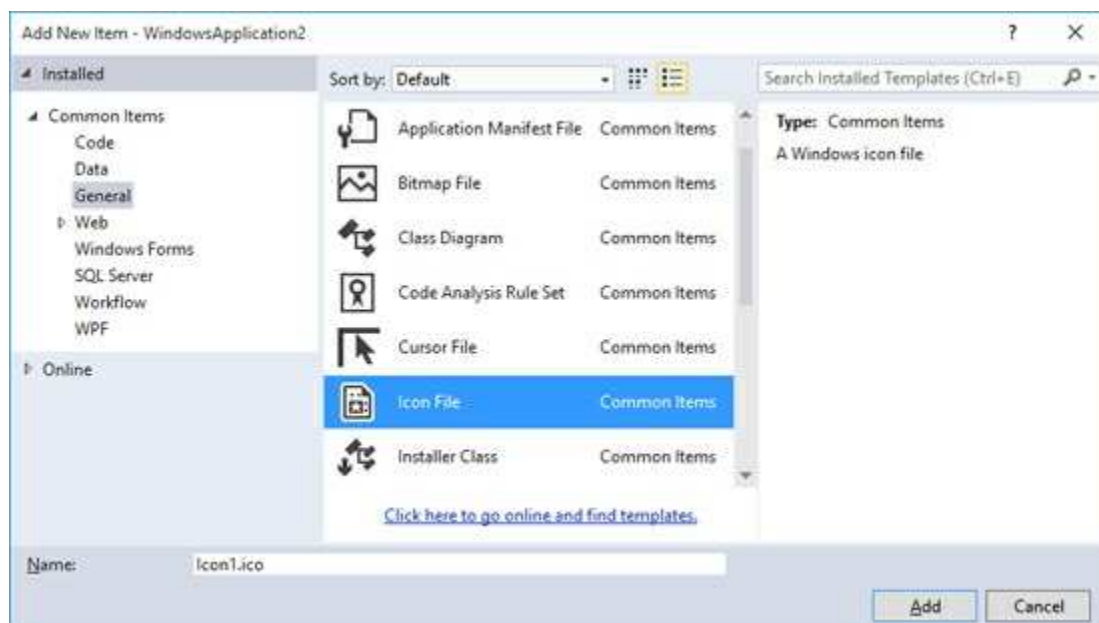 Add New Item - WindowsApplication2
Installed
Sort by: Default
Search Installed Templates (Ctrl+E)
Common Items
Code
Data
General
Web
Windows Forms
SQL Server
Workflow
WPF
Online
Application Manifest File Common Items
Bitmap File Common Items
Class Diagram Common Items
Code Analysis Rule Set Common Items
Cursor File Common Items
Icon File Common Items
Installer Class Common Items
Click here to go online and find templates.
Type: Common Items
A Windows icon file
Name: Icon1.ico
Add Cancel